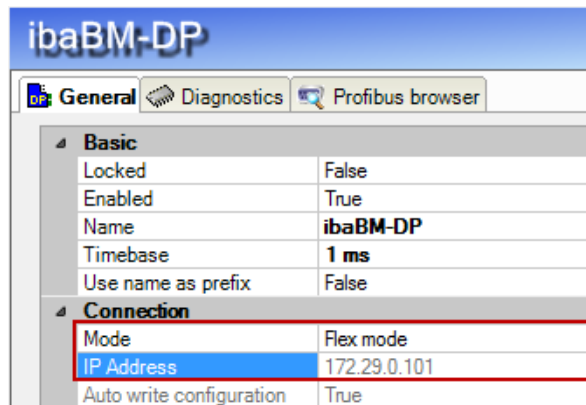 ibaBM-DP
DP General Diagnostics Profibus browser
Basic
Locked False
Enabled True
Name ibaBM-DP
Timebase 1 ms
Use name as prefix False
Connection
Mode Flex mode
IP Address 172.29.0.101
Auto write configuration True